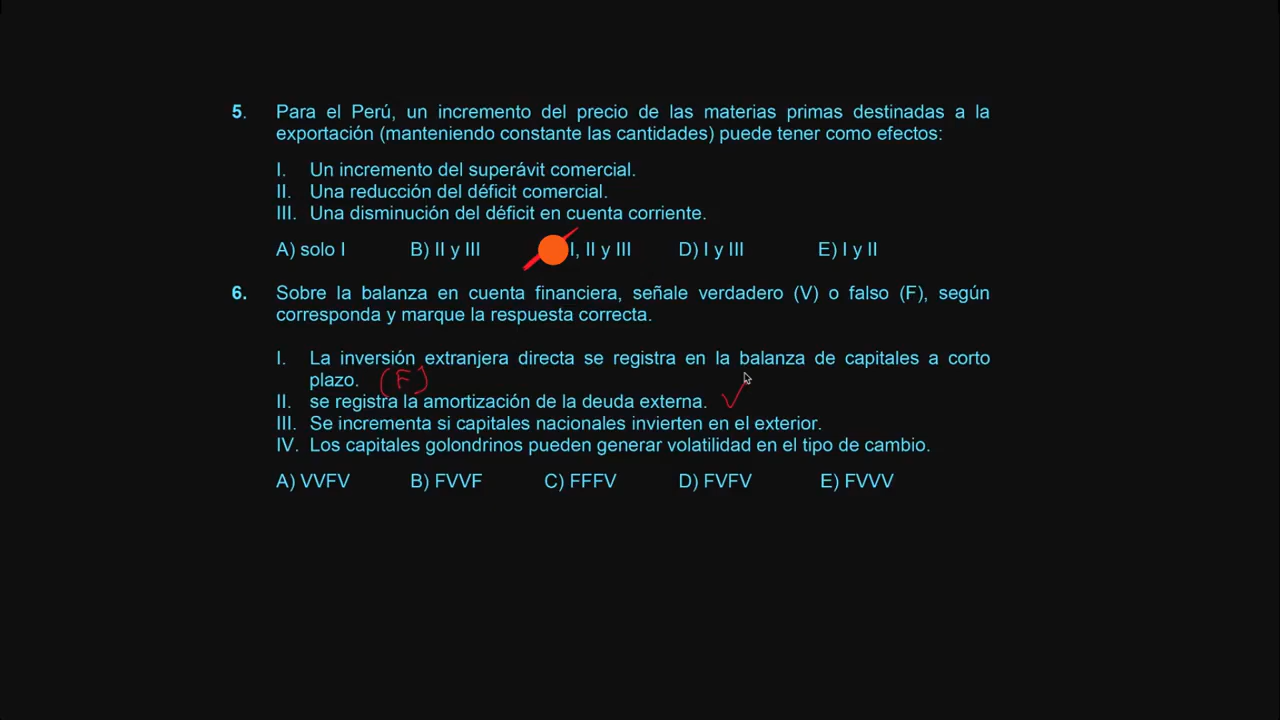 5. Para el Perú, un incremento del precio de las materias primas destinadas a la
exportación (manteniendo constante las cantidades) puede tener como efectos:
I. Un incremento del superávit comercial.
II. Una reducción del déficit comercial.
III. Una disminución del déficit en cuenta corriente.
A) solo I B) II y III I, II y III D) I y III E) I y II
6. Sobre la balanza en cuenta financiera, señale verdadero (V) o falso (F), según
corresponda y marque la respuesta correcta.
I. La inversión extranjera directa se registra en la balanza de capitales a corto
plazo. (F)
II. se registra la amortización de la deuda externa. V
III. Se incrementa si capitales nacionales invierten en el exterior.
IV. Los capitales golondrinos pueden generar volatilidad en el tipo de cambio.
A) VVFV B) FVVF C) FFFV D) FVFV E) FVVV